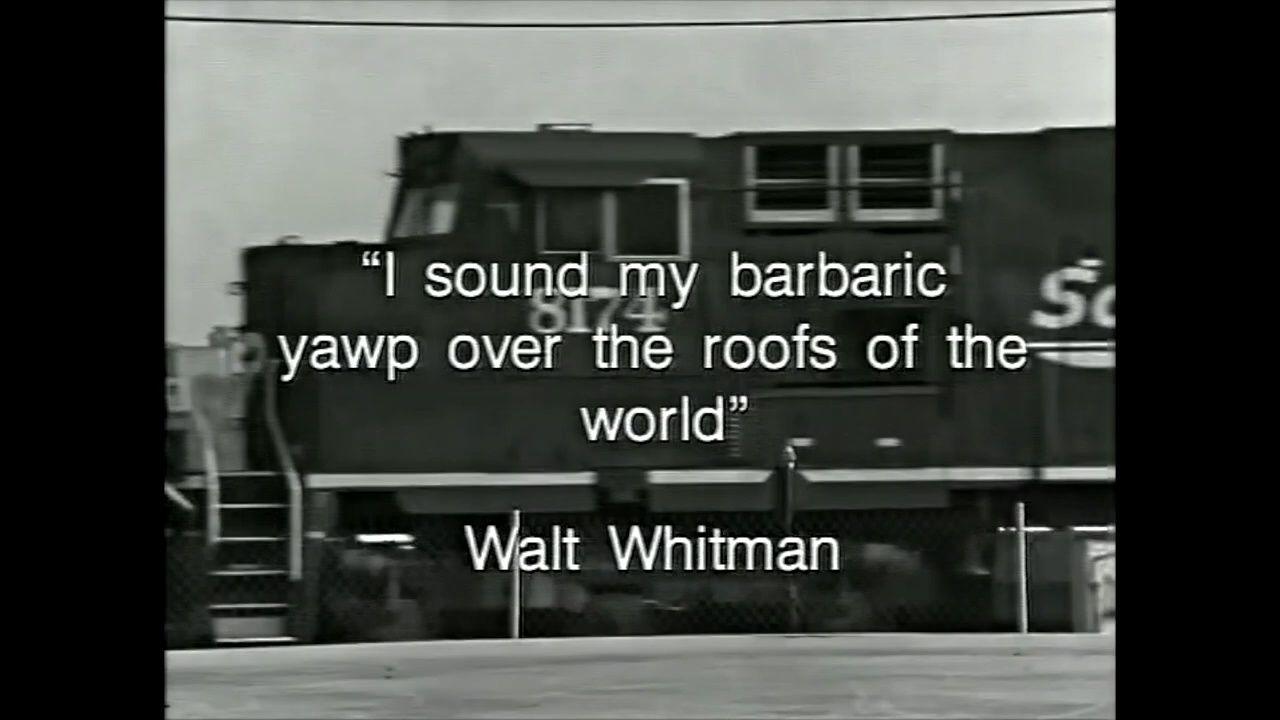 “I sound my barbaric
8174
yawp over the roofs of the
world”
Walt Whitman